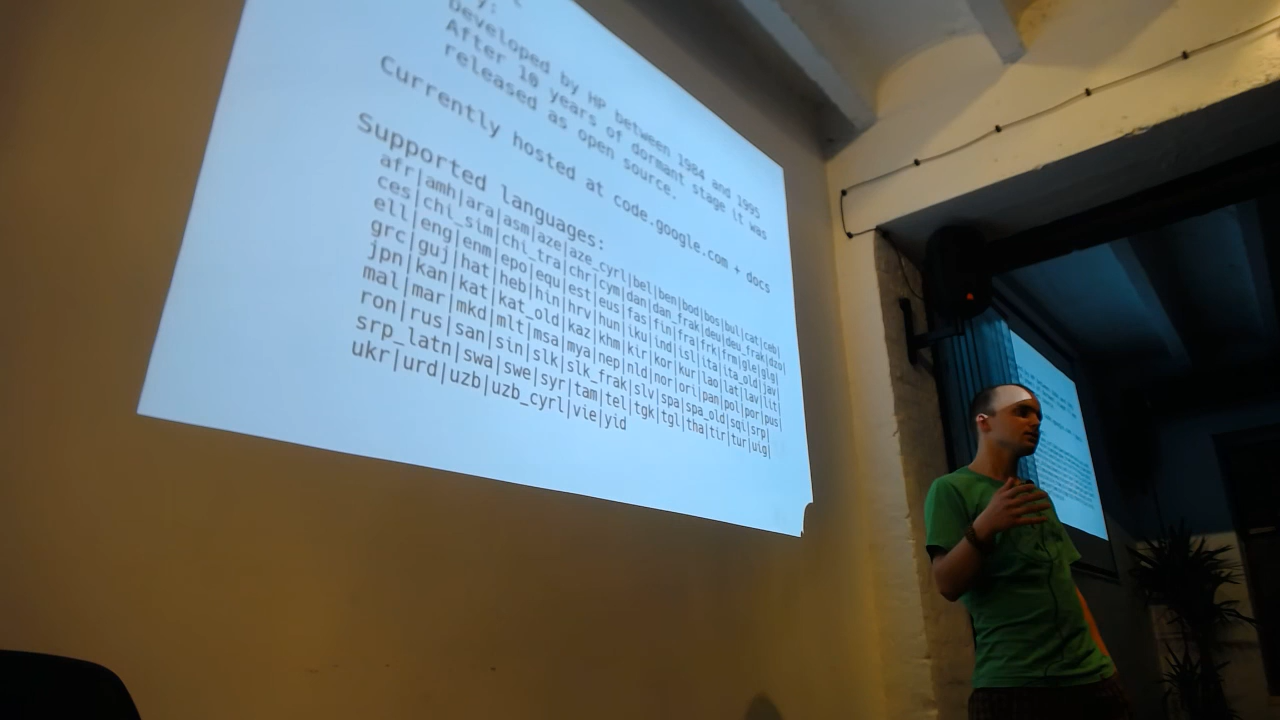 y:
Developed by HP between 1984 and 1995
After 10 years of dormant stage it was
released as open source.
Currently hosted at code.google.com + docs
Supported languages:
afr|amh|ara|asm|aze|aze_cyrl|bel|ben|bod|bos|bul|cat|ceb|
ces|chi_sim|chi_tra|chr|cym|dan|dan_frak|deu|deu_frak|dzo|
ell|eng|enm|epo|equ|est|eus|fas|fin|fra|frk|frm|gle|glg|
grc|guj|hat|heb|hin|hrv|hun|iku|ind|isl|ita|ita_old|jav|
jpn|kan|kat|kat_old|kaz|khm|kir|kor|kur|lao|lat|lav|lit|
mal|mar|mkd|mlt|msa|mya|nep|nld|nor|ori|pan|pol|por|pus|
ron|rus|san|sin|slk|slk_frak|slv|spa|spa_old|sqi|srp|
srp_latn|swa|swe|syr|tam|tel|tgk|tgl|tha|tir|tur|uig|
ukr|urd|uzb|uzb_cyrl|vie|yid